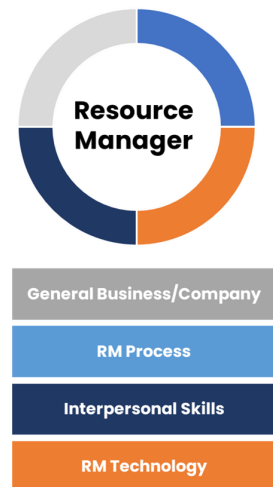 Resource
Manager
General Business/Company
RM Process
Interpersonal Skills
RM Technology